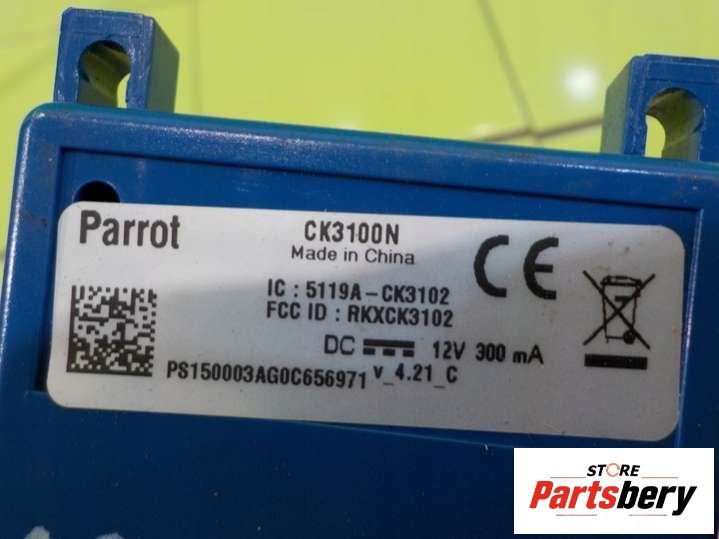 Parrot
CK3100N
Made in China
IC : 5119A-CK3102
FCC ID : RKXCK3102
DC 12V 300 mA
PS150003AG0C656971 v_4.21_C
CE
STORE
Partsbery